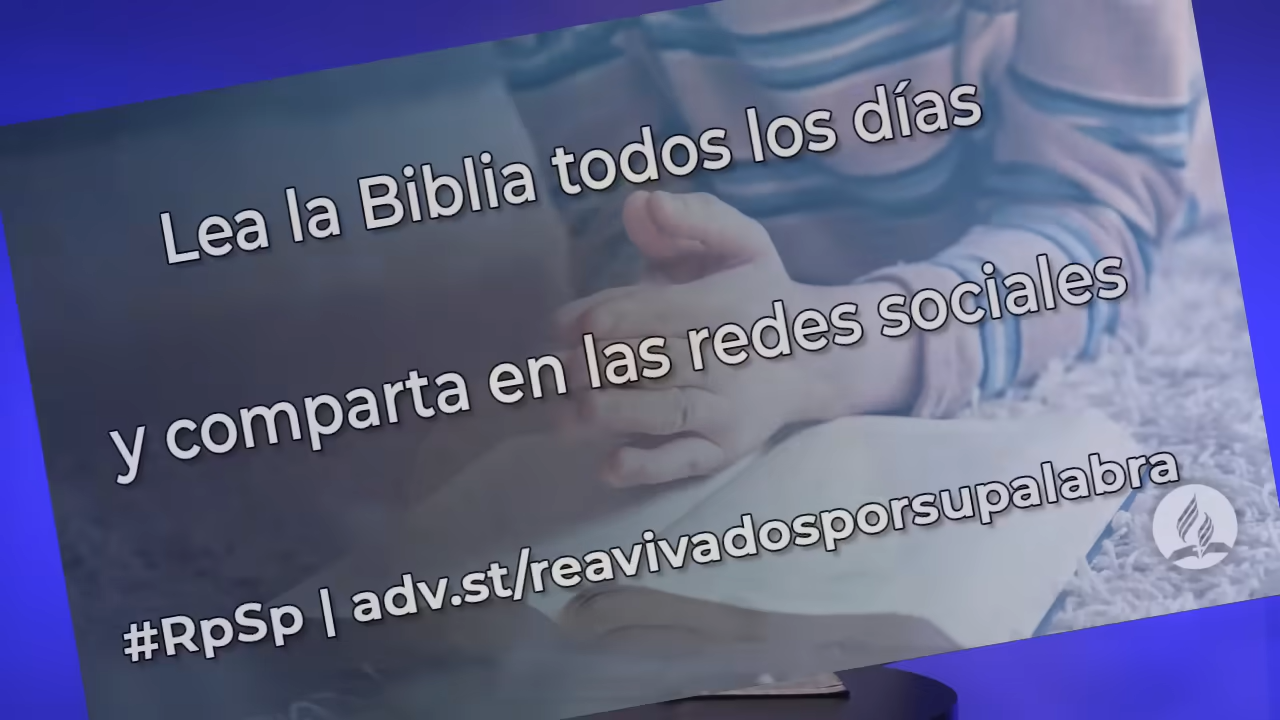 Lea la Biblia todos los días
y comparta en las redes sociales
#RpSp | adv.st/reavivadosporsupalabra